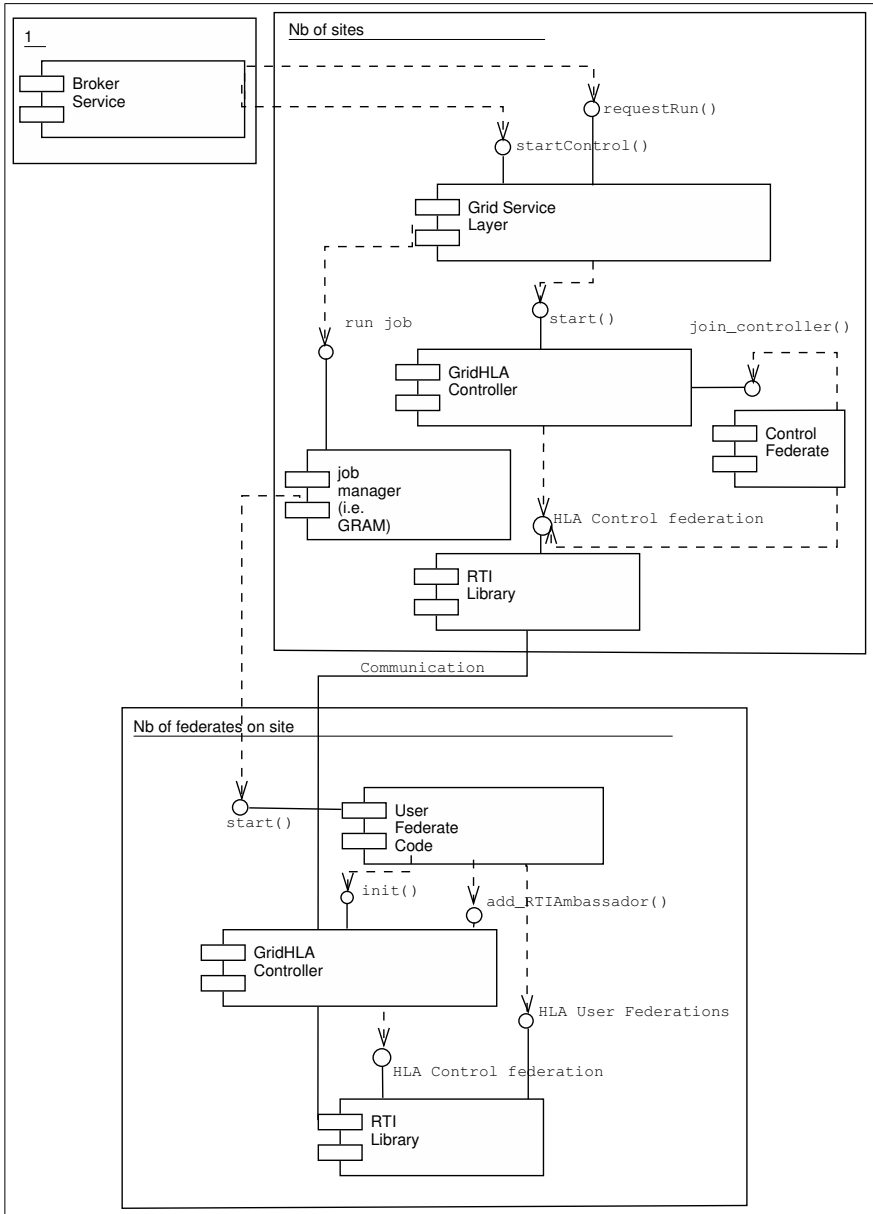 1
Broker
Service
Nb of sites
requestRun()
startControl()
Grid Service
Layer
run job
start()
join_controller()
GridHLA
Controller
Control
Federate
job
manager
(i.e.
GRAM)
HLA Control federation
RTI
Library
Communication
Nb of federates on site
start()
User
Federate
Code
init()
add_RTIAmbassador()
GridHLA
Controller
HLA User Federations
HLA Control federation
RTI
Library